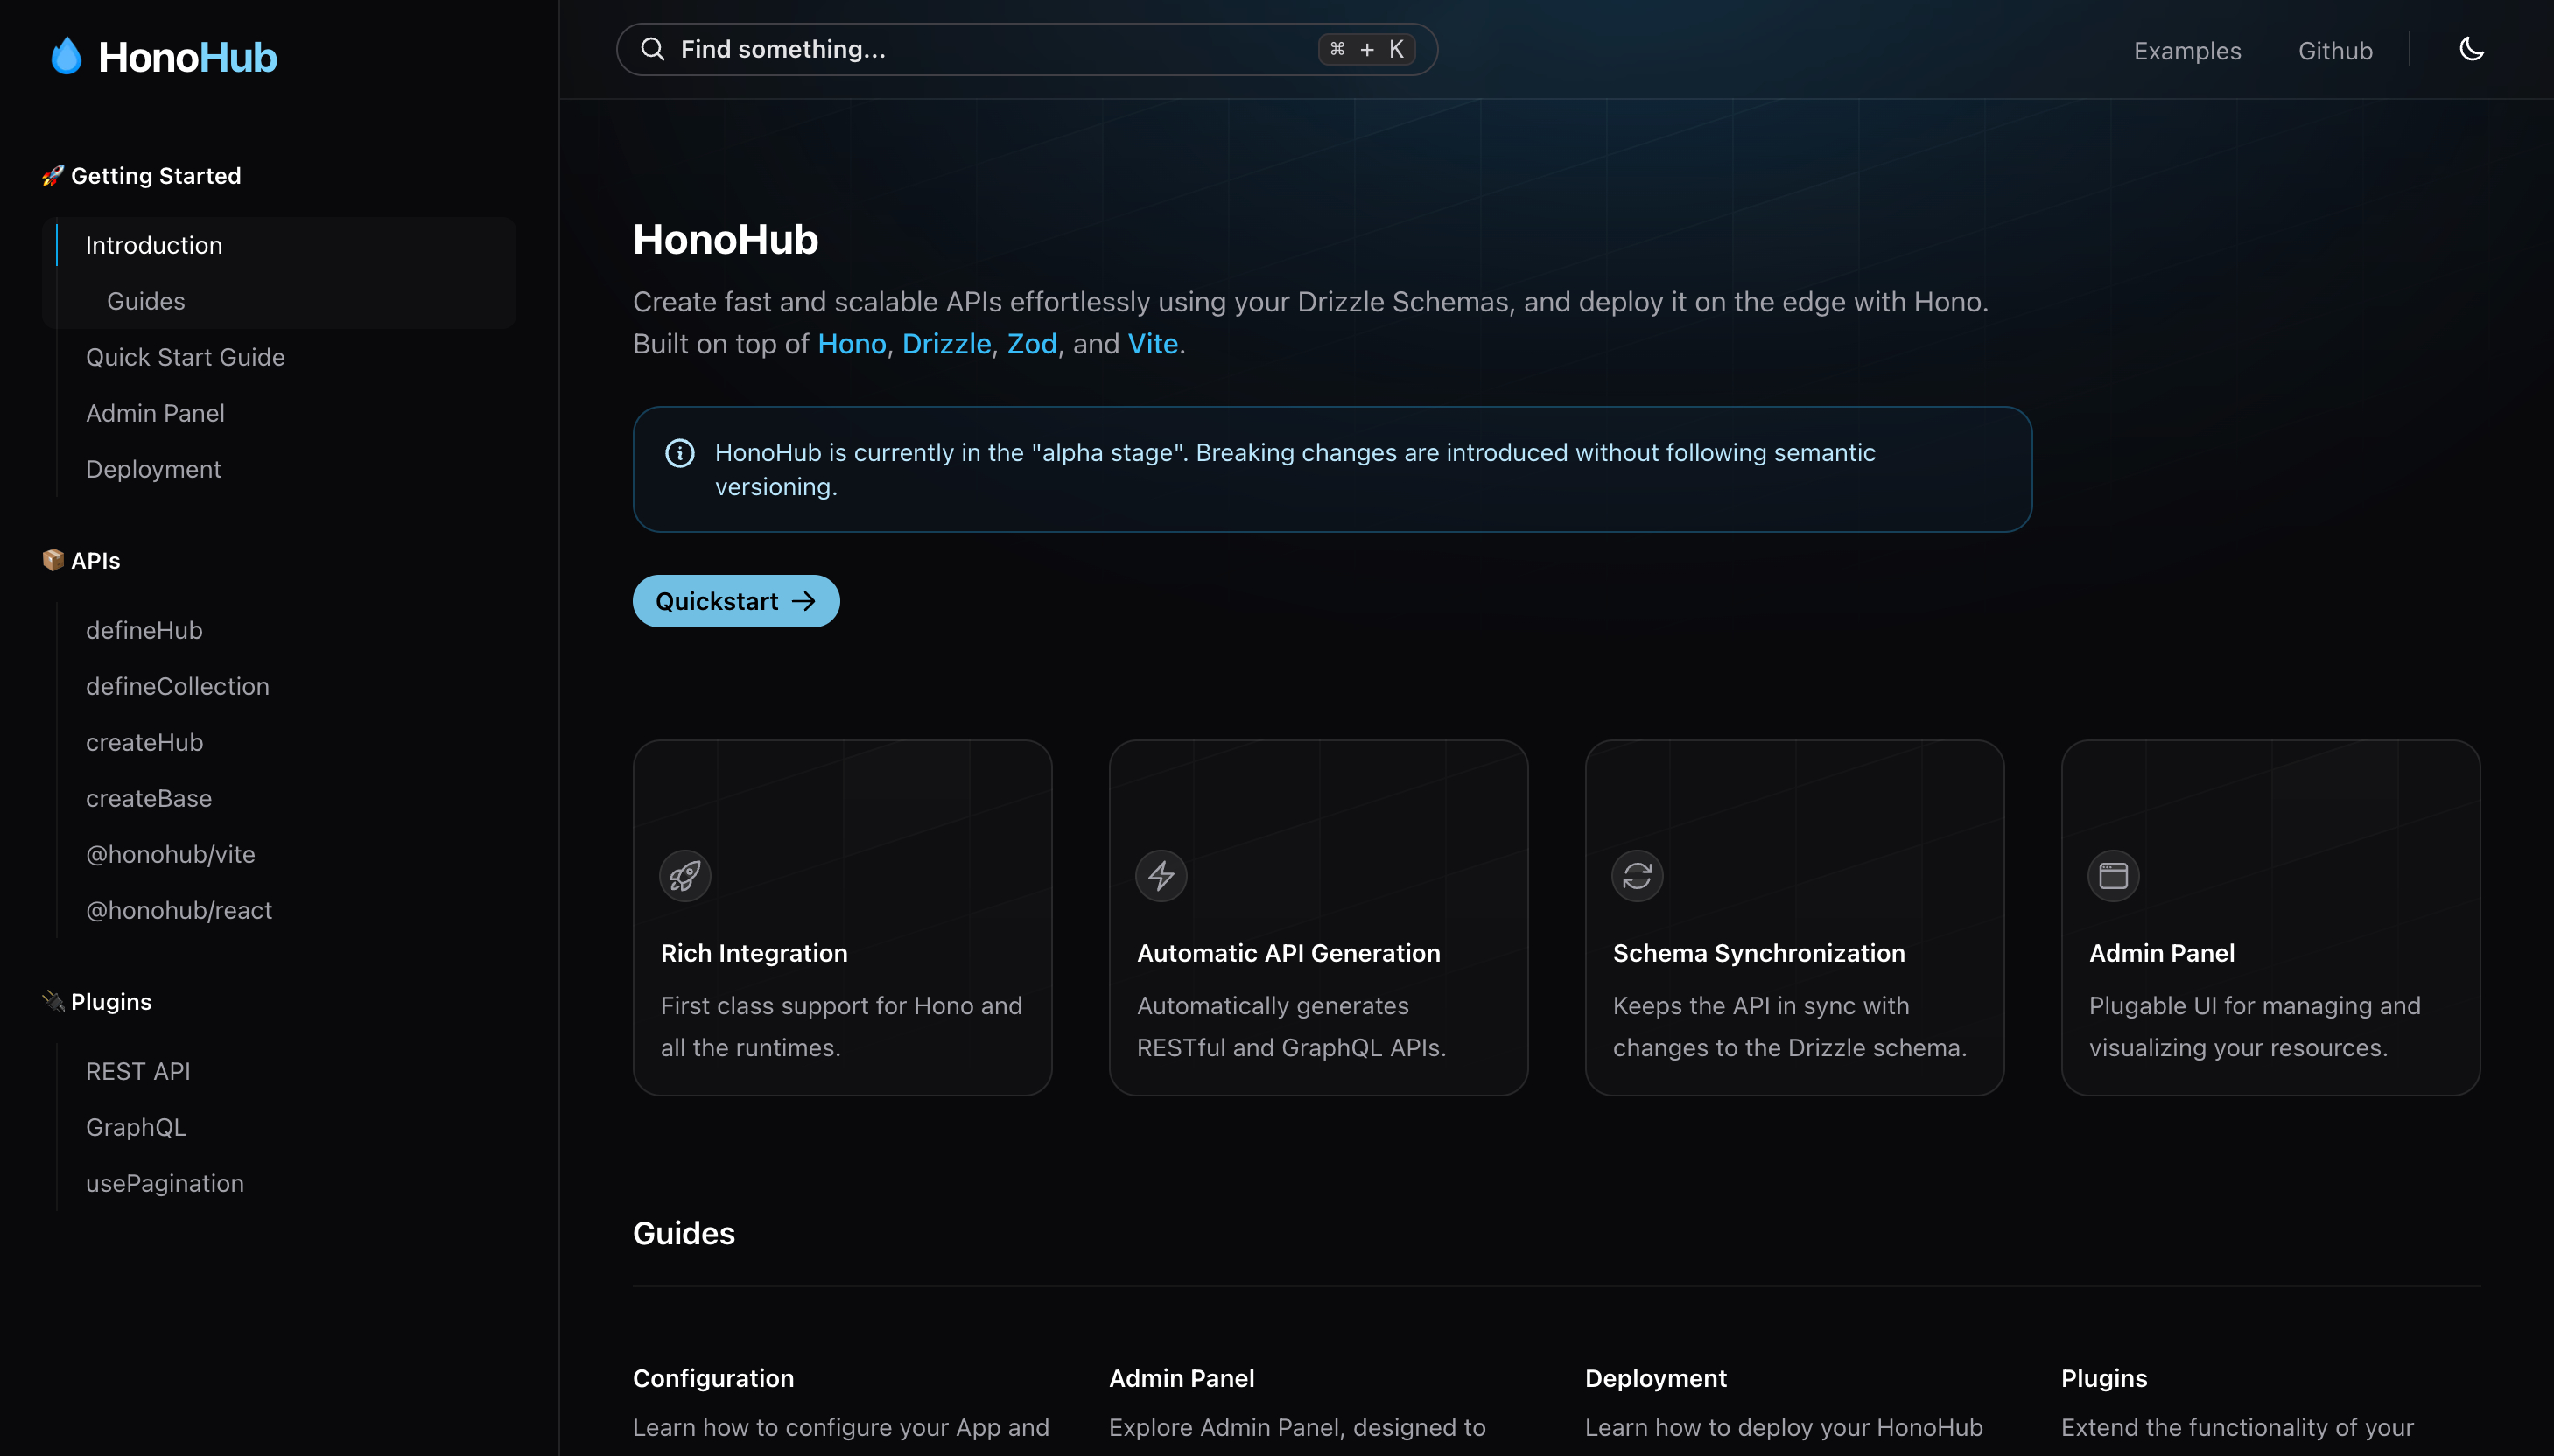 HonoHub
🚀 Getting Started
Introduction
Guides
Quick Start Guide
Admin Panel
Deployment
📦 APIs
defineHub
defineCollection
createHub
createBase
@honohub/vite
@honohub/react
🔌 Plugins
REST API
GraphQL
usePagination
Find something...
⌘ + K
Examples
Github
HonoHub
Create fast and scalable APIs effortlessly using your Drizzle Schemas, and deploy it on the edge with Hono.
Built on top of Hono, Drizzle, Zod, and Vite.
HonoHub is currently in the "alpha stage". Breaking changes are introduced without following semantic
versioning.
Quickstart →
Rich Integration
First class support for Hono and
all the runtimes.
Automatic API Generation
Automatically generates
RESTful and GraphQL APIs.
Schema Synchronization
Keeps the API in sync with
changes to the Drizzle schema.
Admin Panel
Plugable UI for managing and
visualizing your resources.
Guides
Configuration
Learn how to configure your App and
Admin Panel
Explore Admin Panel, designed to
Deployment
Learn how to deploy your HonoHub
Plugins
Extend the functionality of your